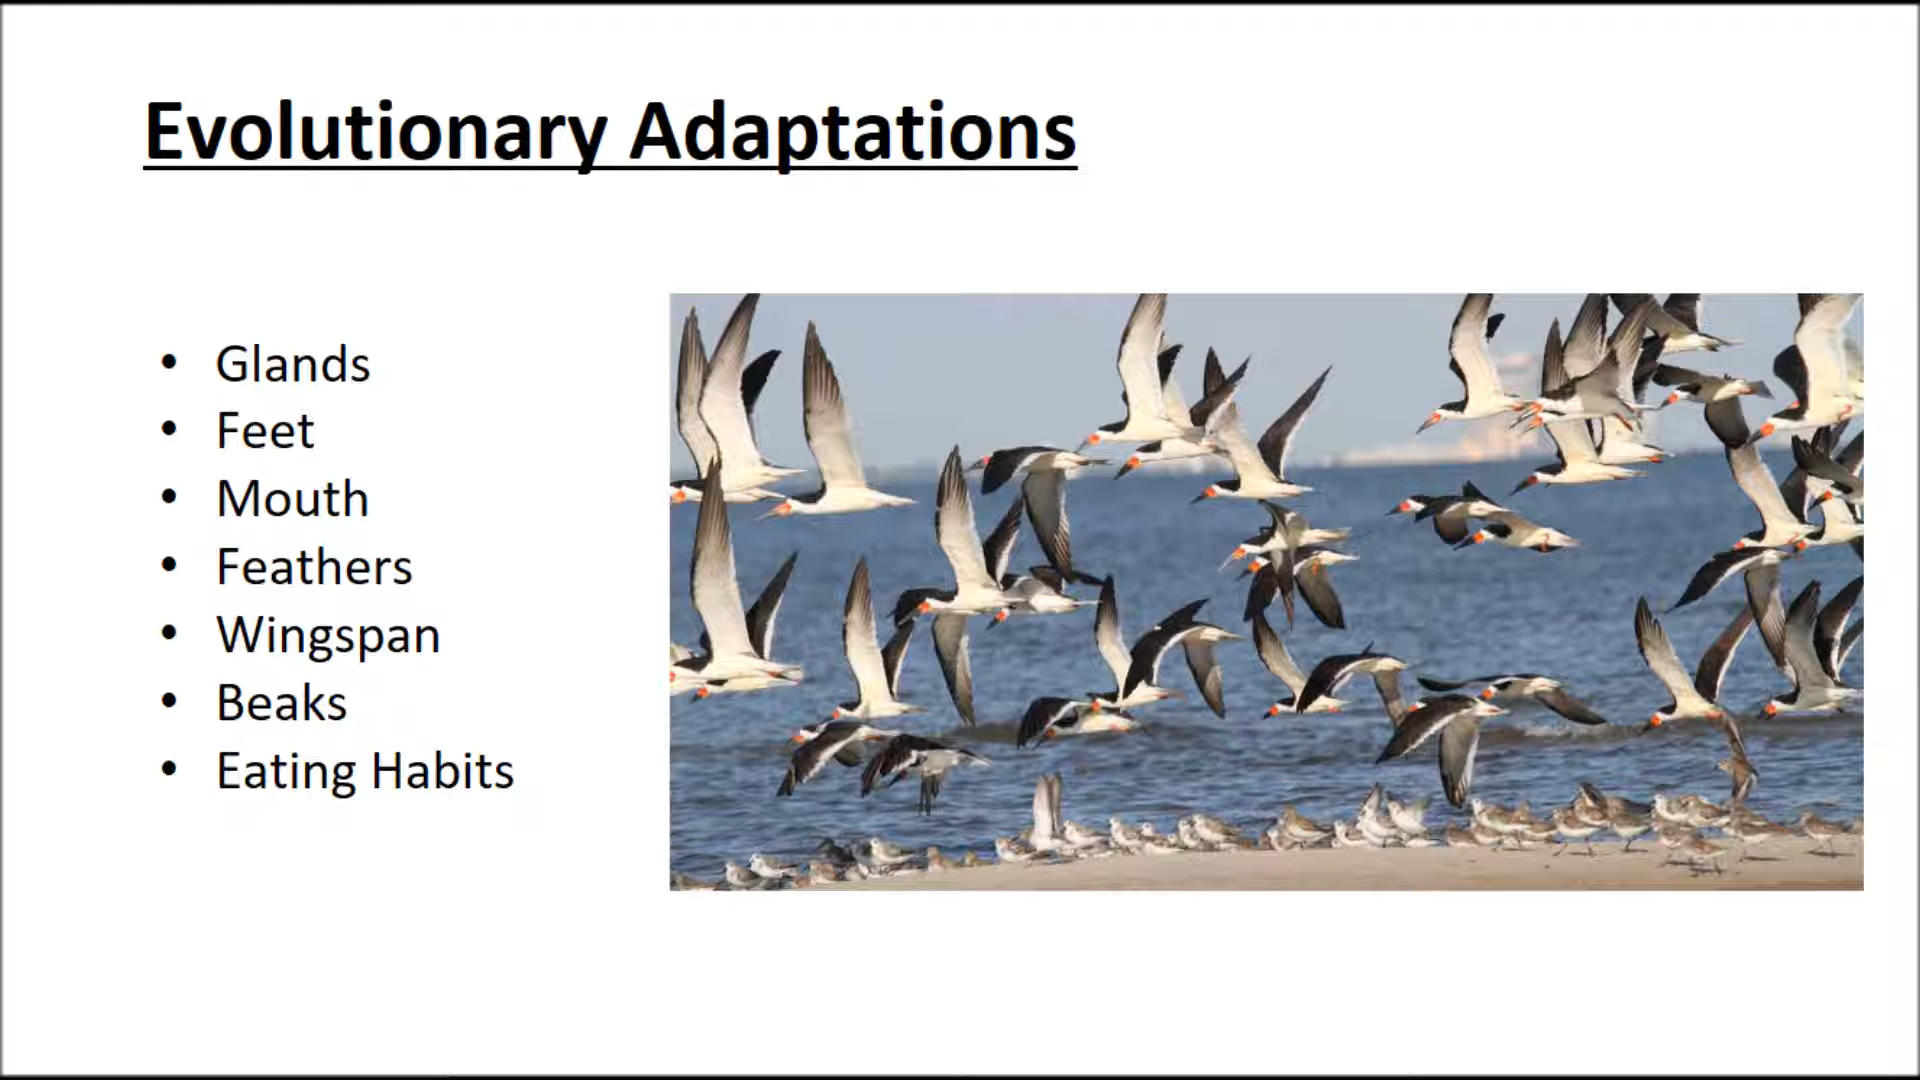 Evolutionary Adaptations
• Glands
• Feet
• Mouth
• Feathers
• Wingspan
• Beaks
• Eating Habits